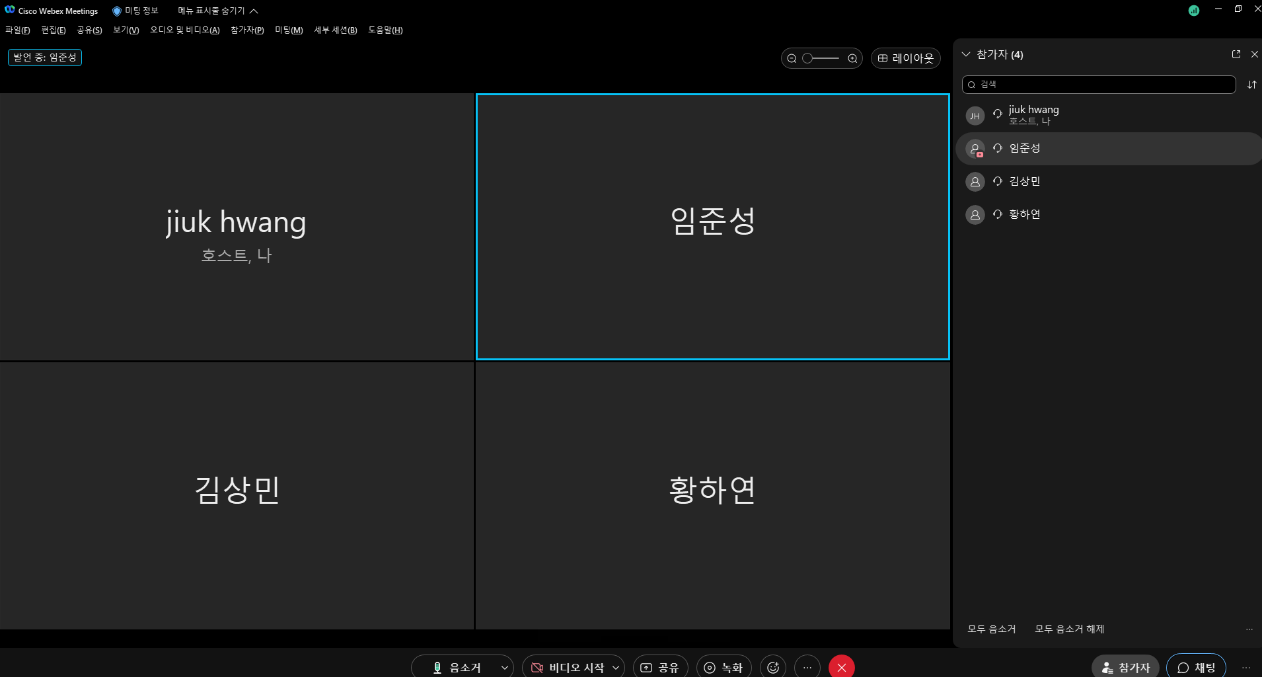 Cisco Webex Meetings 미팅 정보 메뉴 표시줄 숨기기
파일(F) 편집(E) 공유(S) 보기(V) 오디오 및 비디오(A) 참가자(P) 미팅(M) 세부 세션(B) 도움말(H)
발언 중: 임준성
레이아웃
jiuk hwang
호스트, 나
임준성
김상민
황하연
참가자 (4)
검색
JH
jiuk hwang
호스트, 나
임준성
김상민
황하연
모두 음소거 모두 음소거 해제
음소거 비디오 시작 공유 녹화 참가자 채팅